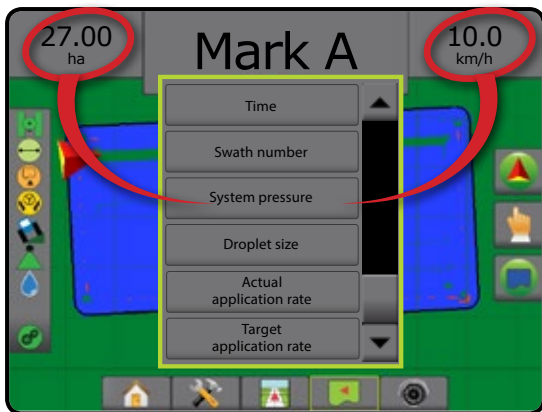 27.00
ha
Mark A
10.0
km/h
Time
Swath number
System pressure
Droplet size
Actual
application rate
Target
application rate